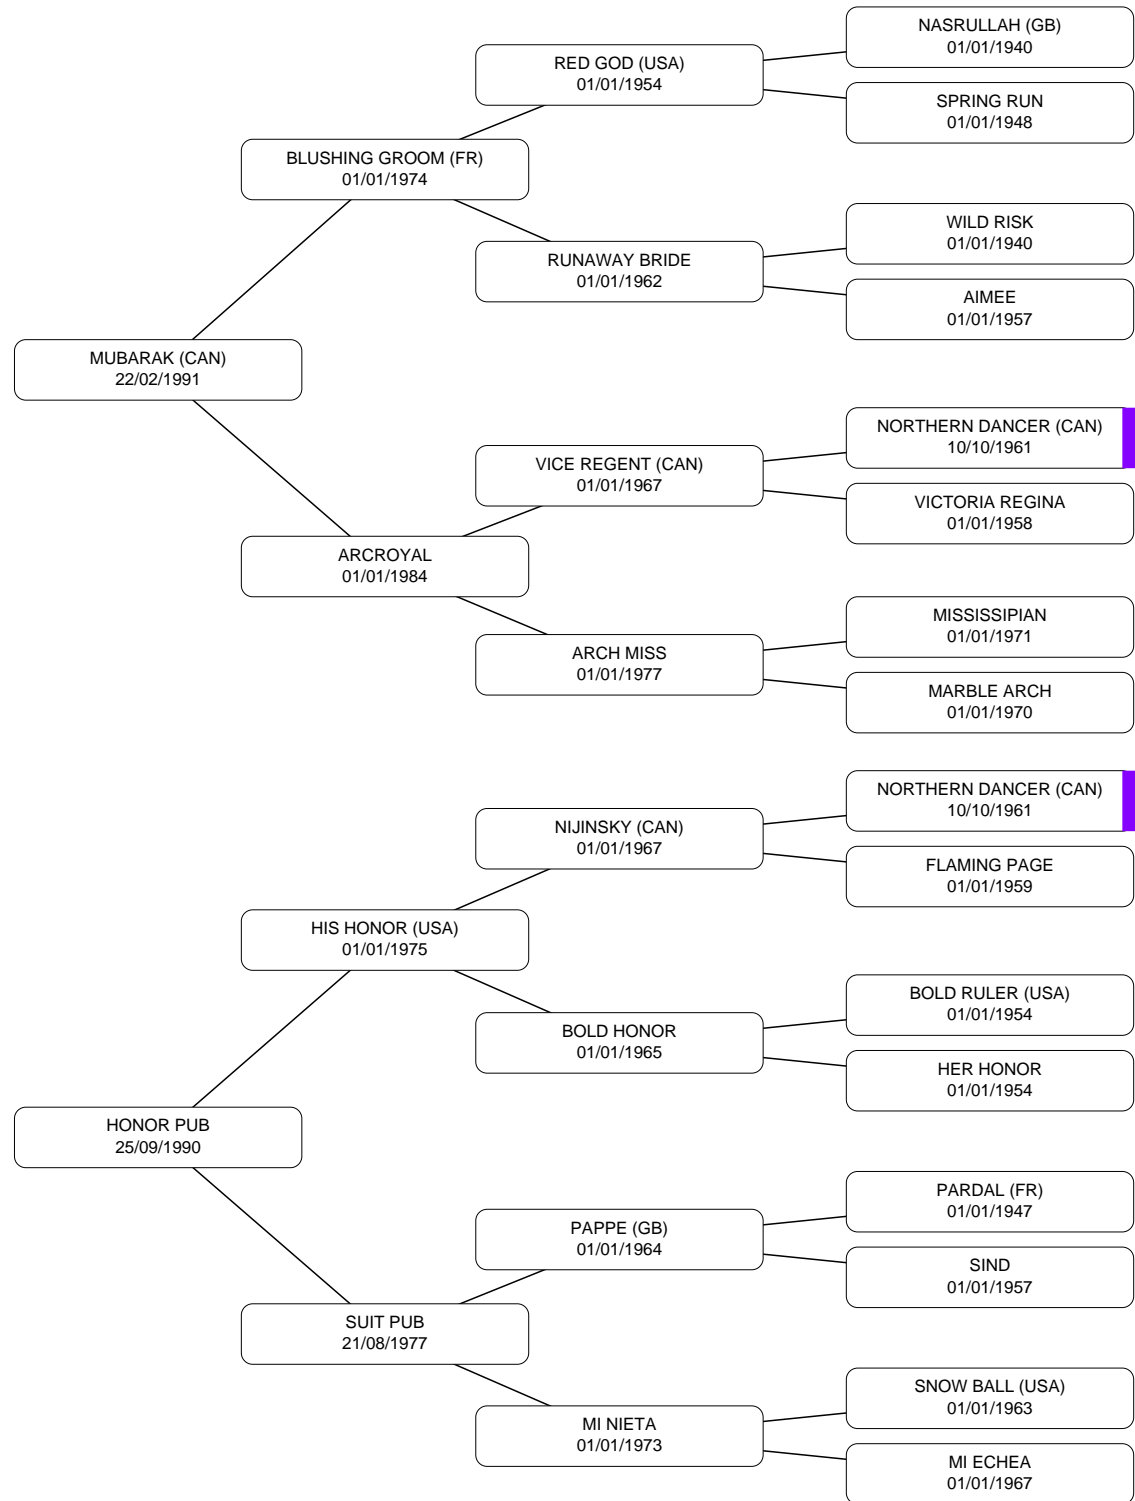 NASRULLAH (GB)
01/01/1940
RED GOD (USA)
01/01/1954
SPRING RUN
01/01/1948
BLUSHING GROOM (FR)
01/01/1974
WILD RISK
01/01/1940
RUNAWAY BRIDE
01/01/1962
AIMEE
01/01/1957
MUBARAK (CAN)
22/02/1991
NORTHERN DANCER (CAN)
10/10/1961
VICE REGENT (CAN)
01/01/1967
VICTORIA REGINA
01/01/1958
ARCROYAL
01/01/1984
MISSISSIPIAN
01/01/1971
ARCH MISS
01/01/1977
MARBLE ARCH
01/01/1970
NORTHERN DANCER (CAN)
10/10/1961
NIJINSKY (CAN)
01/01/1967
FLAMING PAGE
01/01/1959
HIS HONOR (USA)
01/01/1975
BOLD RULER (USA)
01/01/1954
BOLD HONOR
01/01/1965
HER HONOR
01/01/1954
HONOR PUB
25/09/1990
PARDAL (FR)
01/01/1947
PAPPE (GB)
01/01/1964
SIND
01/01/1957
SUIT PUB
21/08/1977
SNOW BALL (USA)
01/01/1963
MI NIETA
01/01/1973
MI ECHEA
01/01/1967